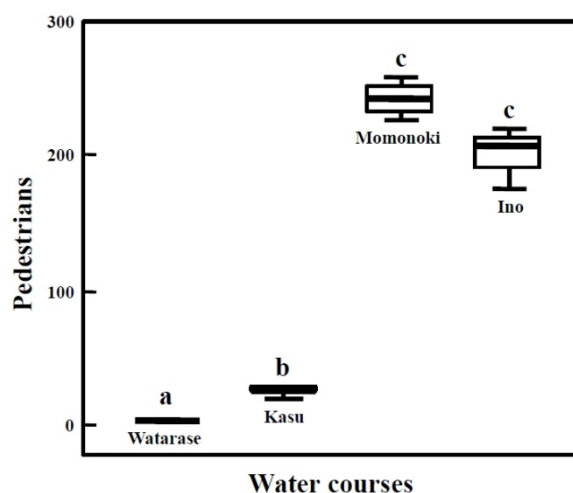 300
200
100
0
Pedestrians
a
Watarase
b
Kasu
c
Momonoki
c
Ino
Water courses